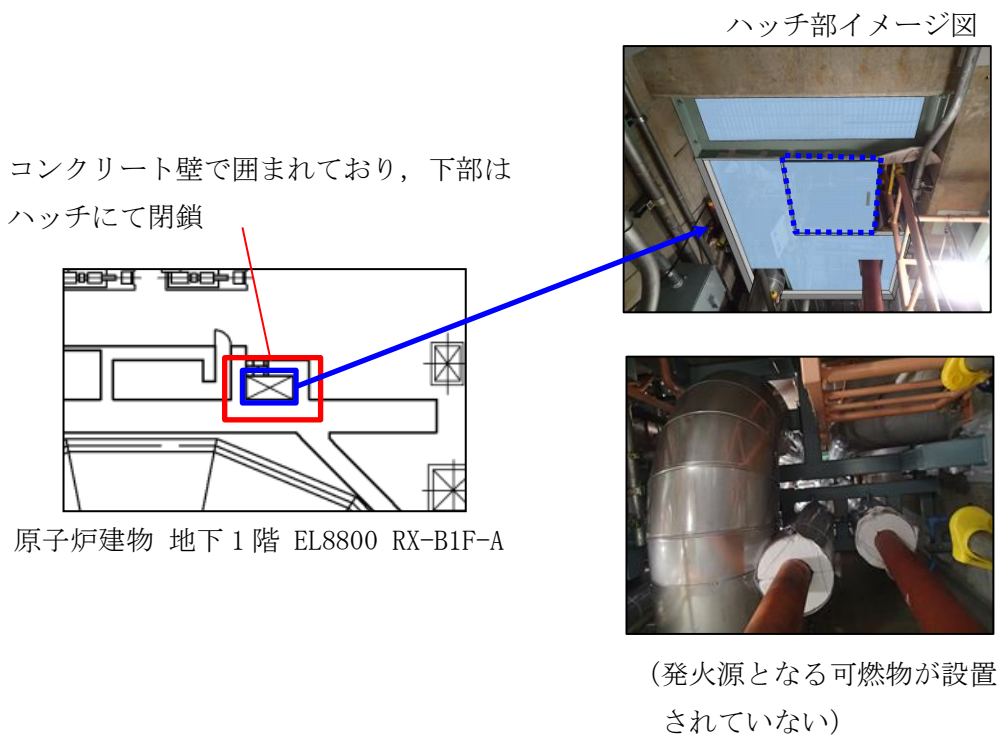 ハッチ部イメージ図
コンクリート壁で囲まれており，下部は
ハッチにて閉鎖
原子炉建物 地下１階 EL8800 RX-B1F-A
（発火源となる可燃物が設置
されていない）